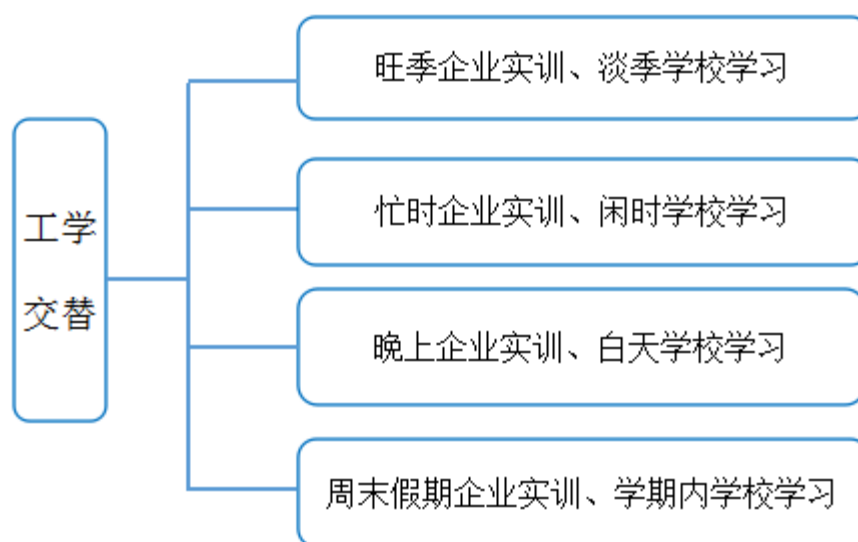 工学
交替
旺季企业实训、淡季学校学习
忙时企业实训、闲时学校学习
晚上企业实训、白天学校学习
周末假期企业实训、学期内学校学习